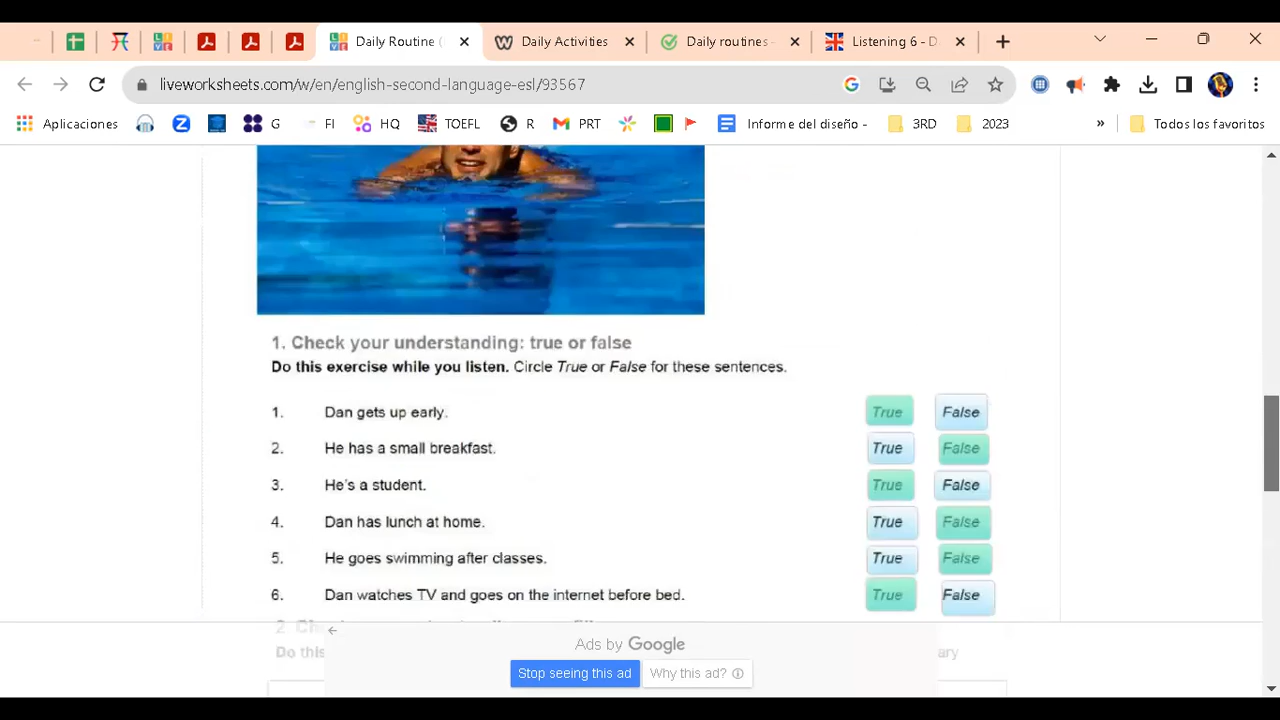 Daily Routine (
Daily Activities
Daily routines -
Listening 6 - D
liveworksheets.com/w/en/english-second-language-esl/93567
Aplicaciones G FI HQ TOEFL R PRT Informe del diseño - 3RD 2023 » Todos los favoritos
1. Check your understanding: true or false
Do this exercise while you listen. Circle True or False for these sentences.
1. Dan gets up early. True False
2. He has a small breakfast. True False
3. He's a student. True False
4. Dan has lunch at home. True False
5. He goes swimming after classes. True False
6. Dan watches TV and goes on the internet before bed. True False
Ads by Google
Do this
Stop seeing this ad Why this ad?